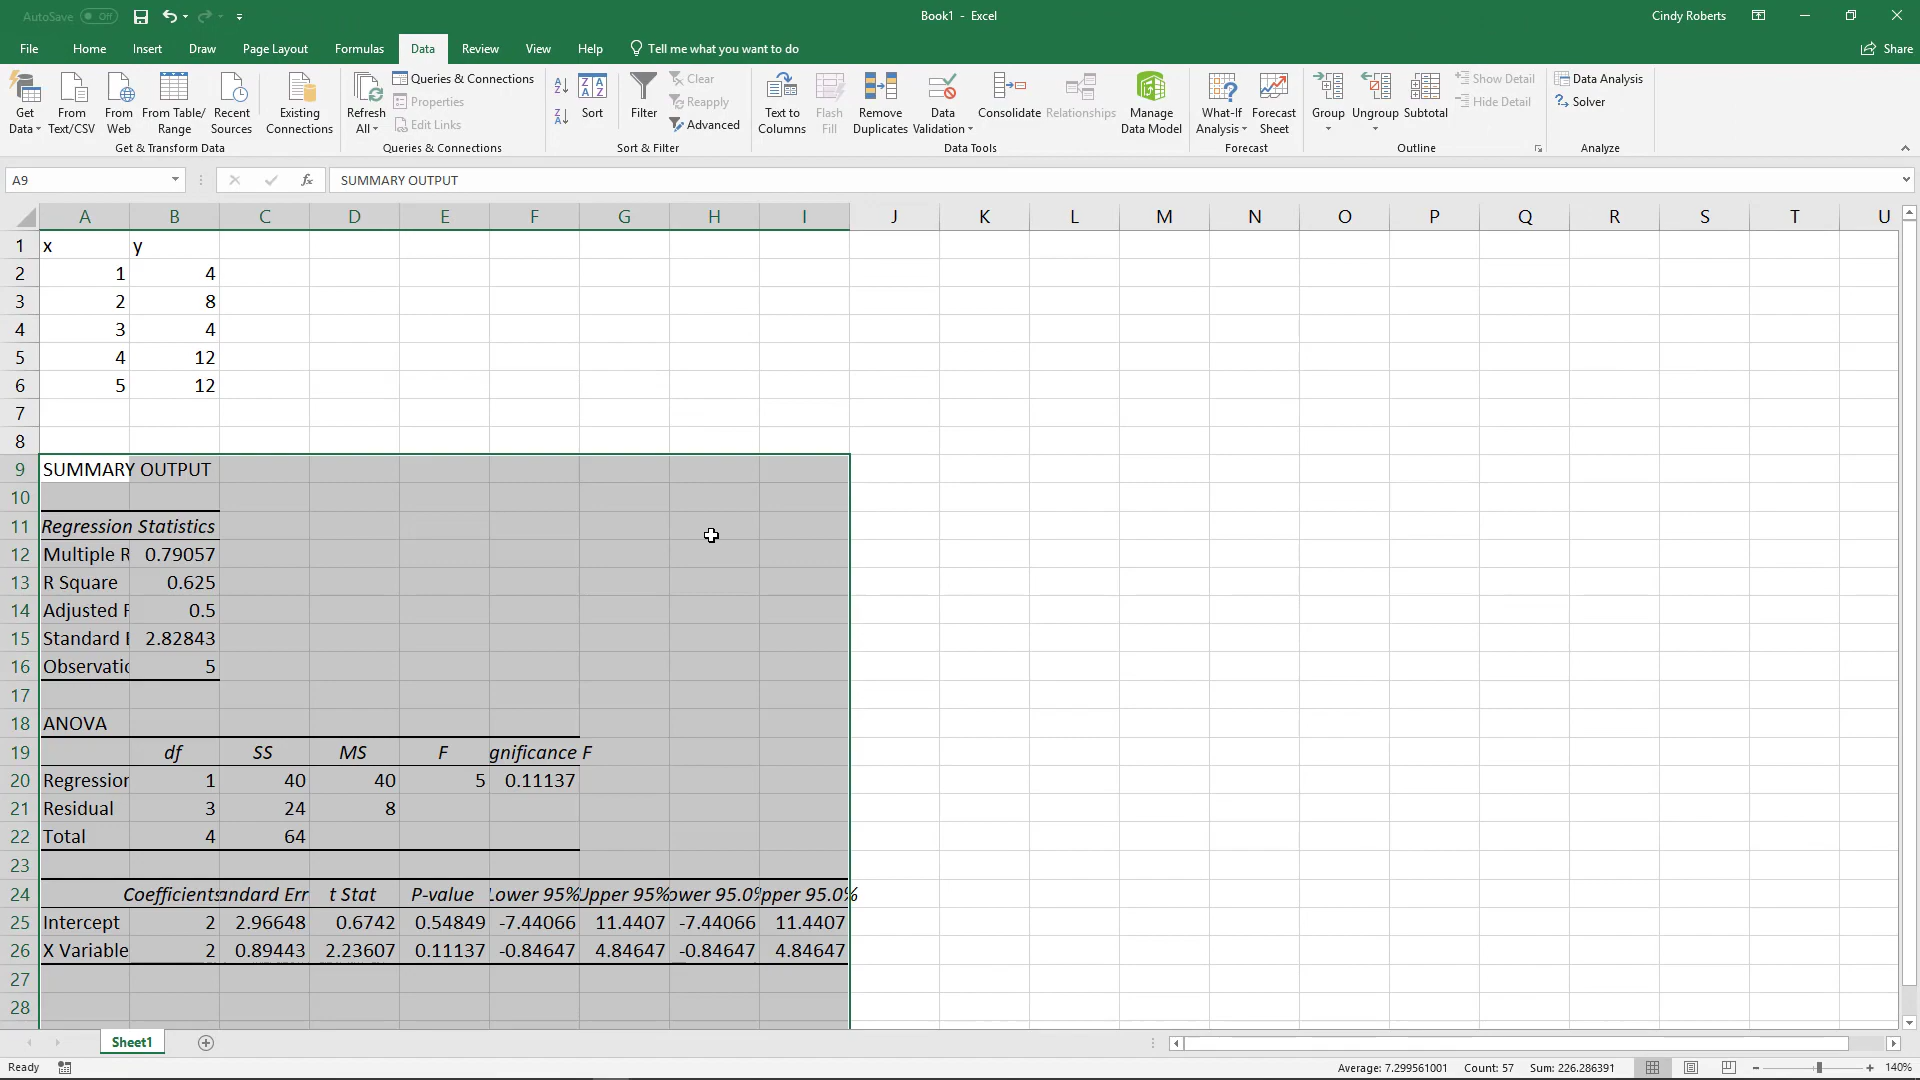 AutoSave Off Book1 - Excel Cindy Roberts
File Home Insert Draw Page Layout Formulas Data Review View Help Tell me what you want to do Share
Get Data From Text/CSV From Web From Table/ Range Recent Sources Existing Connections
Get & Transform Data
Refresh All Queries & Connections Properties Edit Links
Queries & Connections
Sort Filter Clear Reapply Advanced
Sort & Filter
Text to Columns Flash Fill Remove Duplicates Data Validation Consolidate Relationships Manage Data Model
Data Tools
What-If Analysis Forecast Sheet
Forecast
Group Ungroup Subtotal Show Detail Hide Detail
Outline
Data Analysis Solver
Analyze
A9 fx SUMMARY OUTPUT
A B C D E F G H I J K L M N O P Q R S T U
1 x y
2 1 4
3 2 8
4 3 4
5 4 12
6 5 12
7
8
9 SUMMARY OUTPUT
10
11 Regression Statistics
12 Multiple R 0.79057
13 R Square 0.625
14 Adjusted F 0.5
15 Standard E 2.82843
16 Observatio 5
17
18 ANOVA
19 df SS MS F gnificance F
20 Regression 1 40 40 5 0.11137
21 Residual 3 24 8
22 Total 4 64
23
24 Coefficients andard Err t Stat P-value Lower 95% Upper 95% ower 95.0% pper 95.0%
25 Intercept 2 2.96648 0.6742 0.54849 -7.44066 11.4407 -7.44066 11.4407
26 X Variable 2 0.89443 2.23607 0.11137 -0.84647 4.84647 -0.84647 4.84647
27
28
Sheet1
Ready Average: 7.299561001 Count: 57 Sum: 226.286391 140%